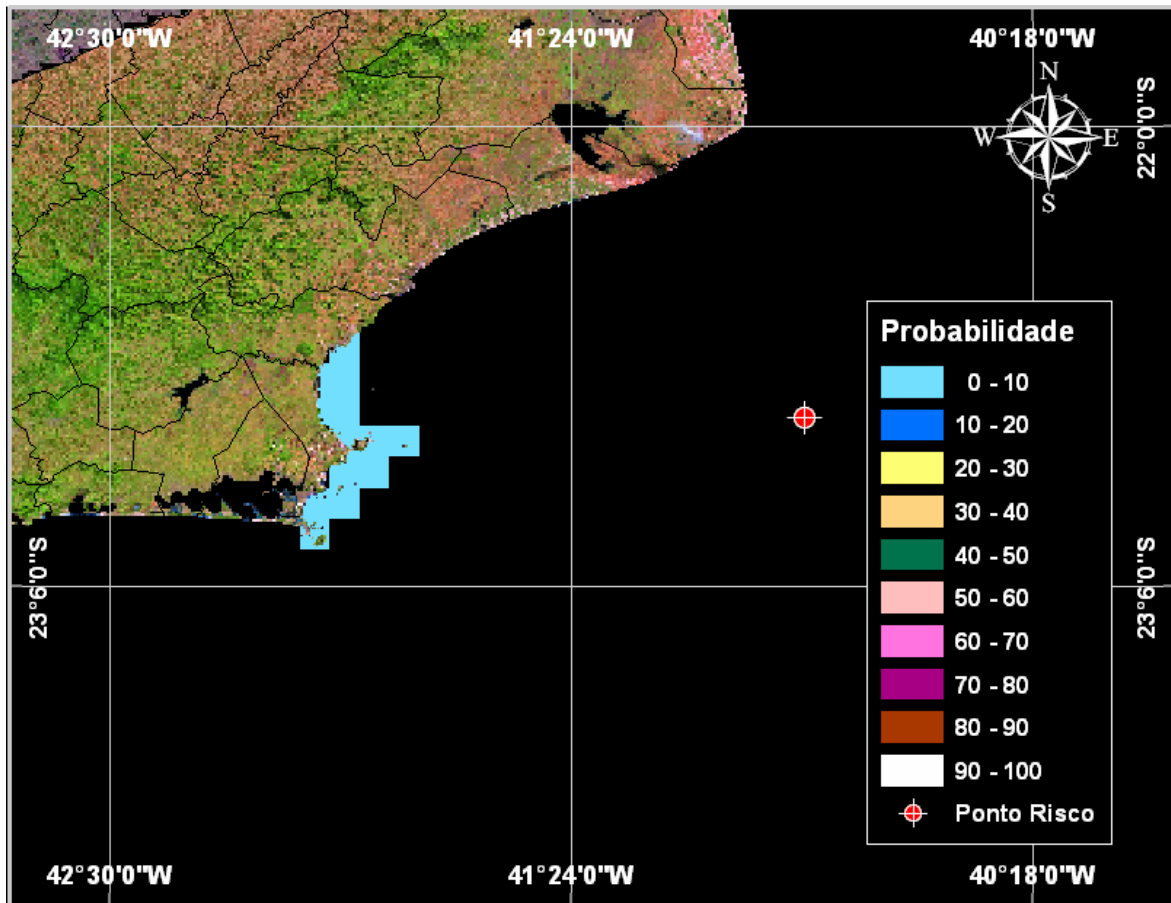 42°30'0"W 41°24'0"W 40°18'0"W
N
W E
S
22°0'0"S
Probabilidade
0 - 10
10 - 20
20 - 30
30 - 40
40 - 50
50 - 60
60 - 70
70 - 80
80 - 90
90 - 100
Ponto Risco
23°6'0"S 23°6'0"S
42°30'0"W 41°24'0"W 40°18'0"W